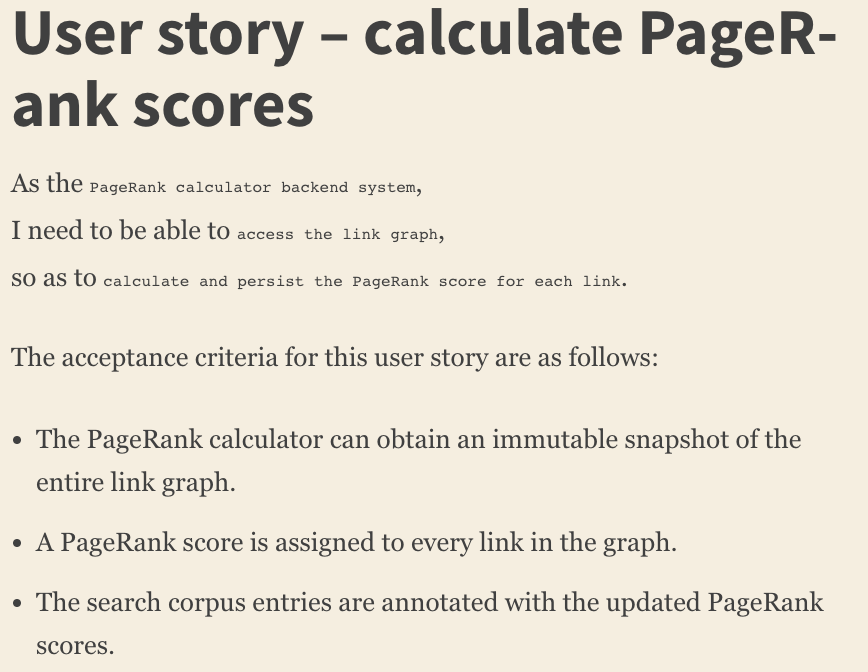 User story – calculate PageR-
ank scores
As the PageRank calculator backend system,
I need to be able to access the link graph,
so as to calculate and persist the PageRank score for each link.
The acceptance criteria for this user story are as follows:
• The PageRank calculator can obtain an immutable snapshot of the
entire link graph.
• A PageRank score is assigned to every link in the graph.
• The search corpus entries are annotated with the updated PageRank
scores.